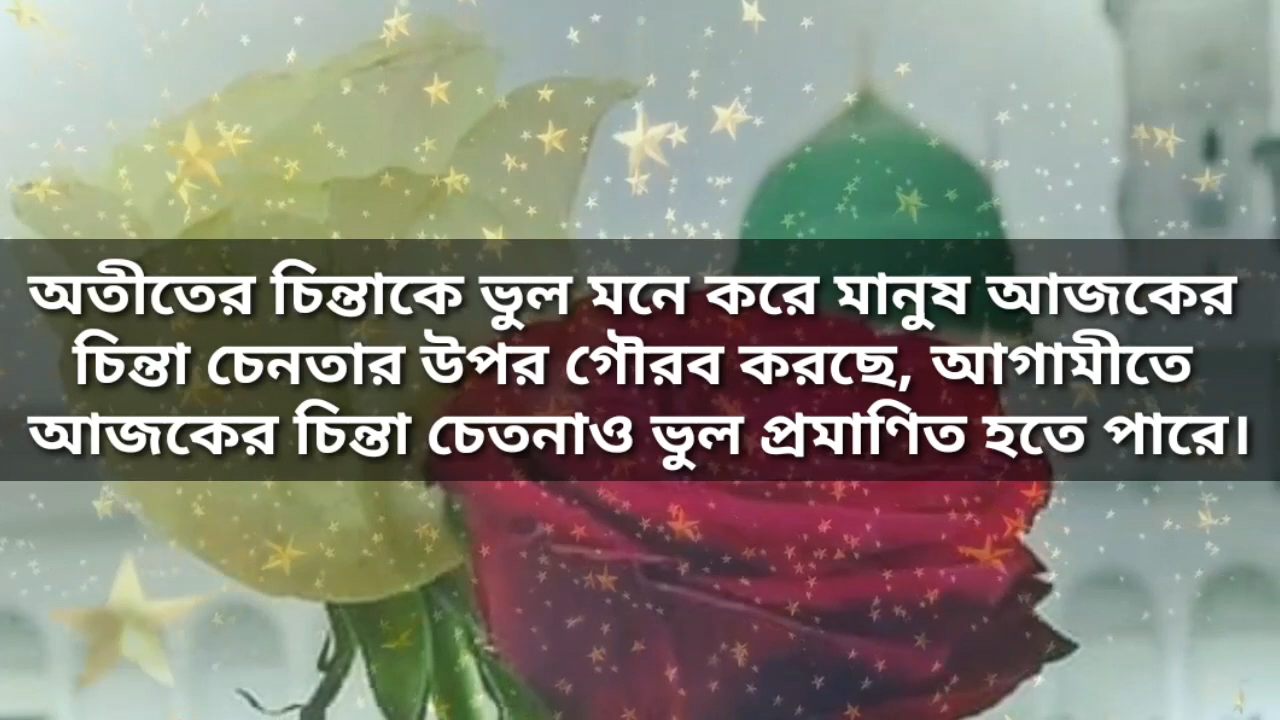 অতীতের চিন্তাকে ভুল মনে করে মানুষ আজকের
চিন্তা চেনতার উপর গৌরব করছে, আগামীতে
আজকের চিন্তা চেতনাও ভুল প্রমাণিত হতে পারে।